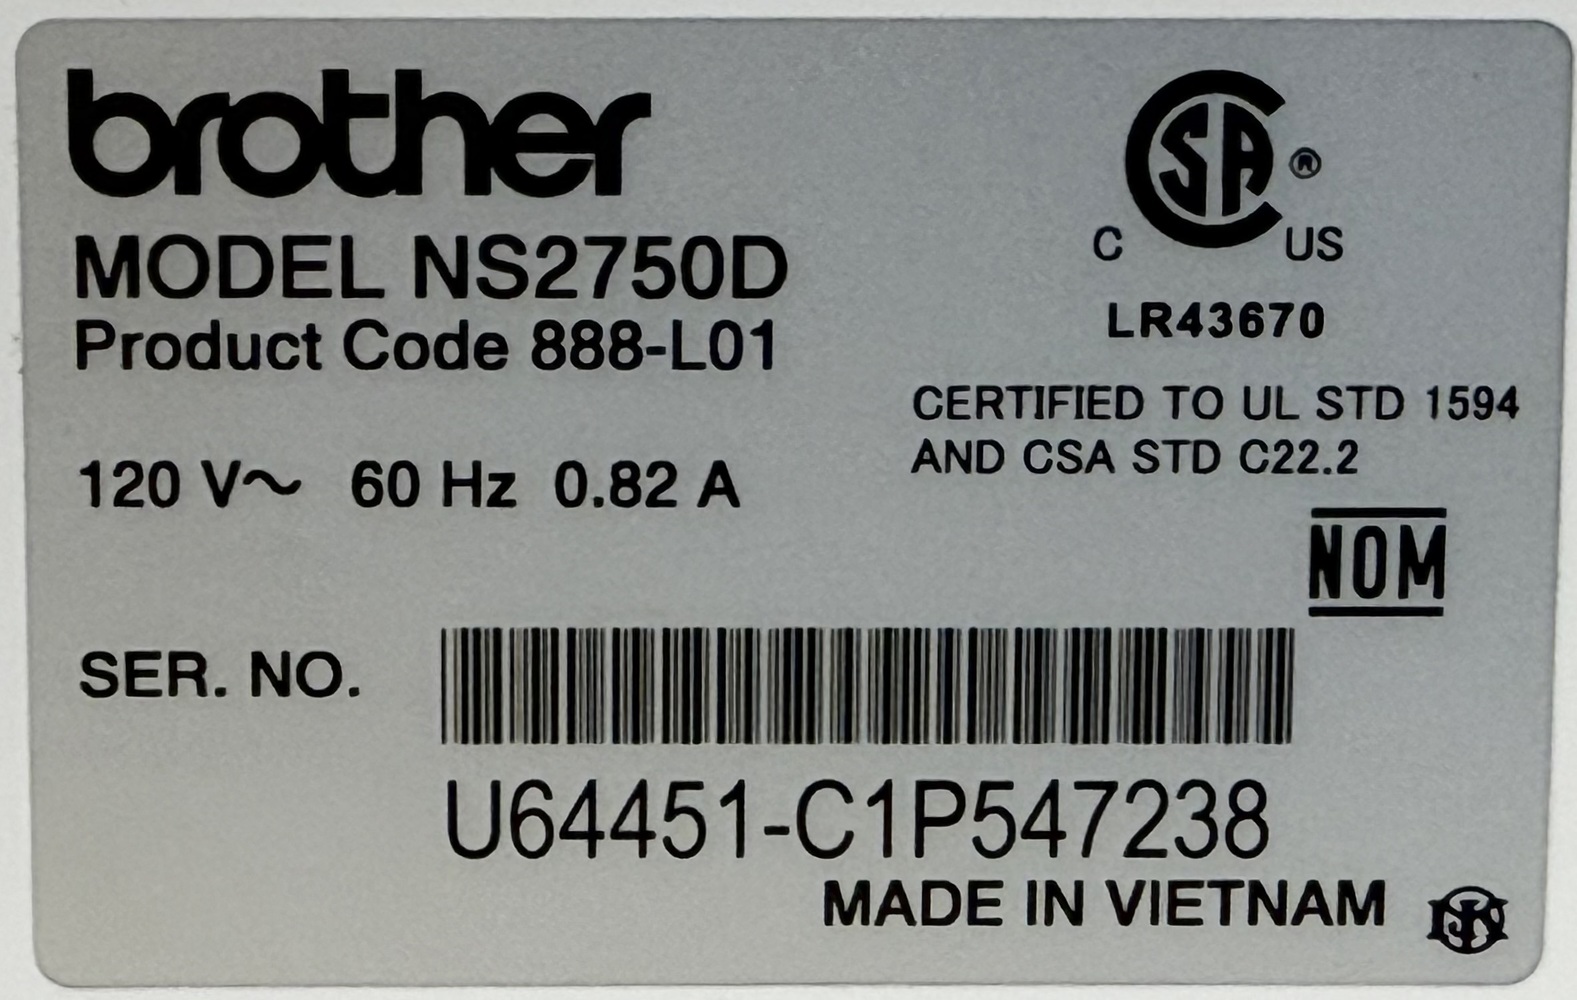 brother
MODEL NS2750D
Product Code 888-L01
120 V~ 60 Hz 0.82 A
CSA®
C US
LR43670
CERTIFIED TO UL STD 1594
AND CSA STD C22.2
NOM
SER. NO.
U64451-C1P547238
MADE IN VIETNAM